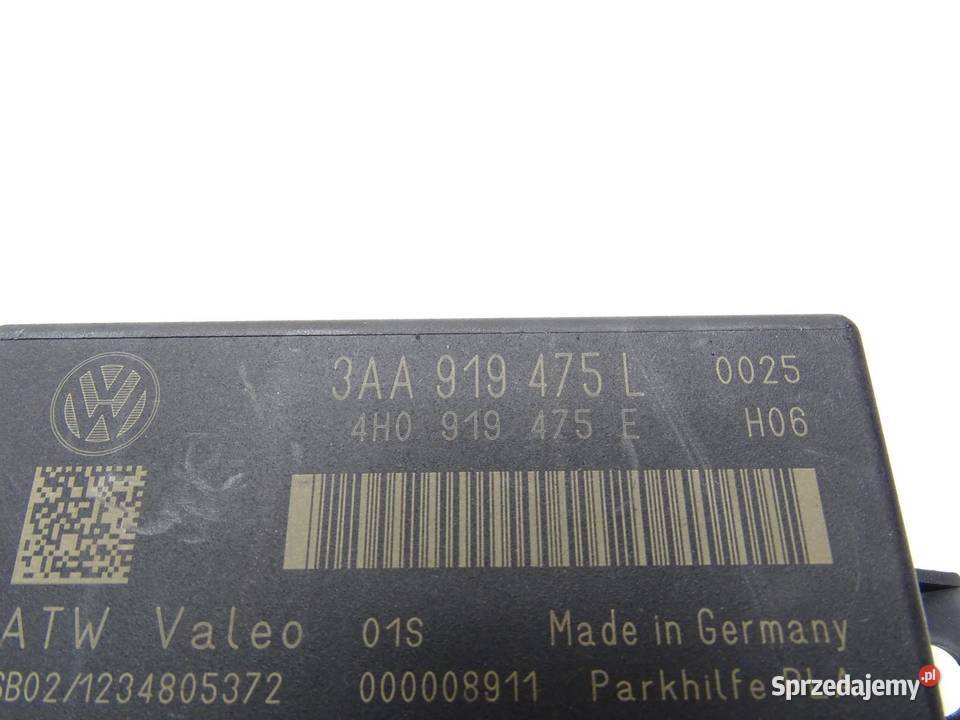 3AA 919 475 L 0025
4H0 919 475 E H06
ATW Valeo 01S Made in Germany
SB02/1234805372 000008911 Parkhilfe
Sprzedajemy.pl